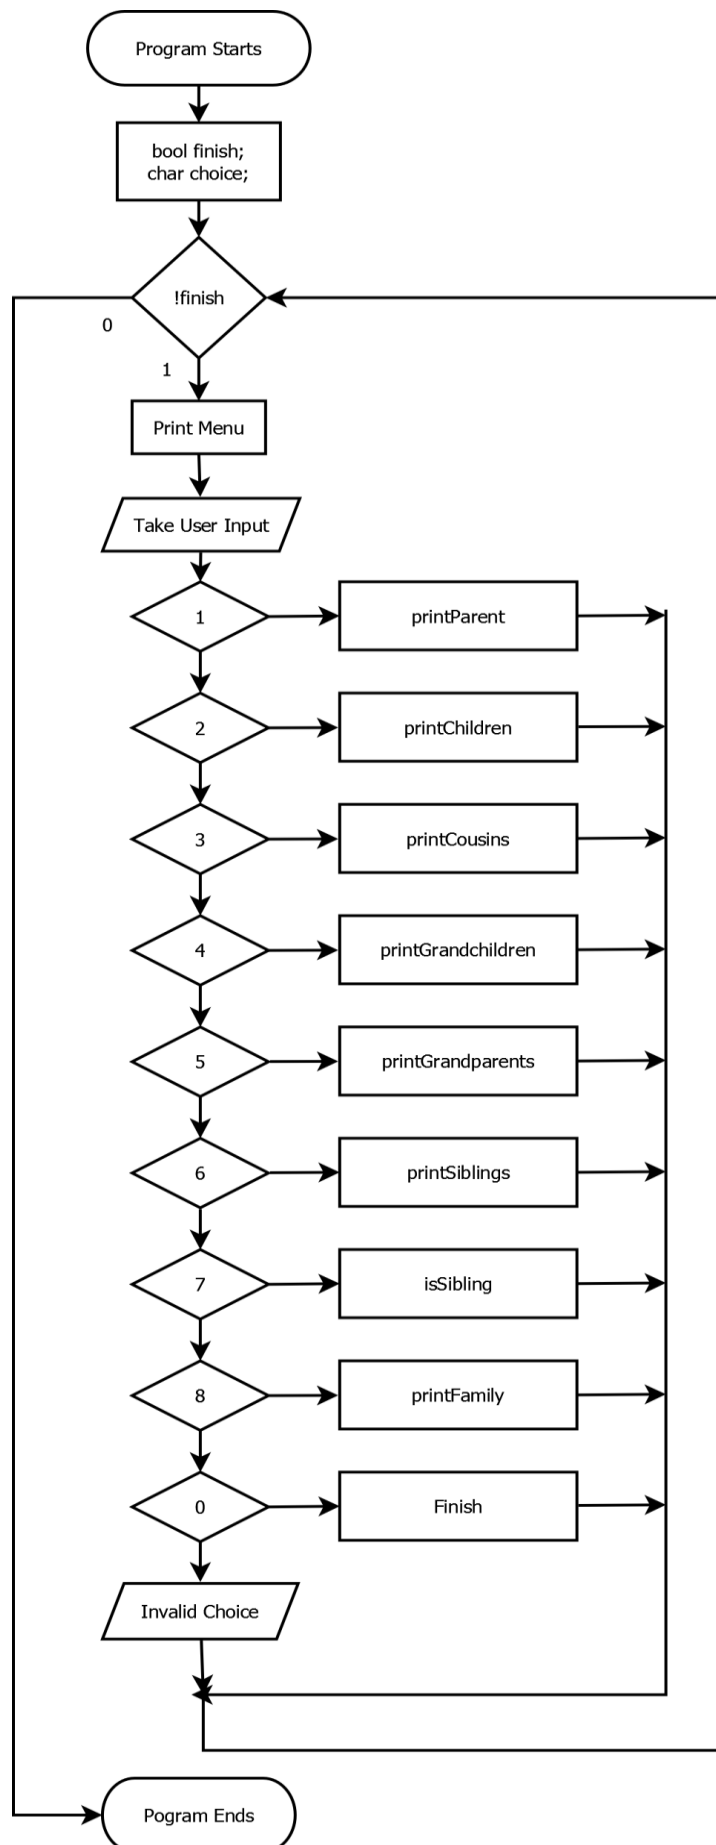 Program Starts
bool finish;
char choice;
!finish
0
1
Print Menu
Take User Input
1
printParent
2
printChildren
3
printCousins
4
printGrandchildren
5
printGrandparents
6
printSiblings
7
isSibling
8
printFamily
0
Finish
Invalid Choice
Pogram Ends